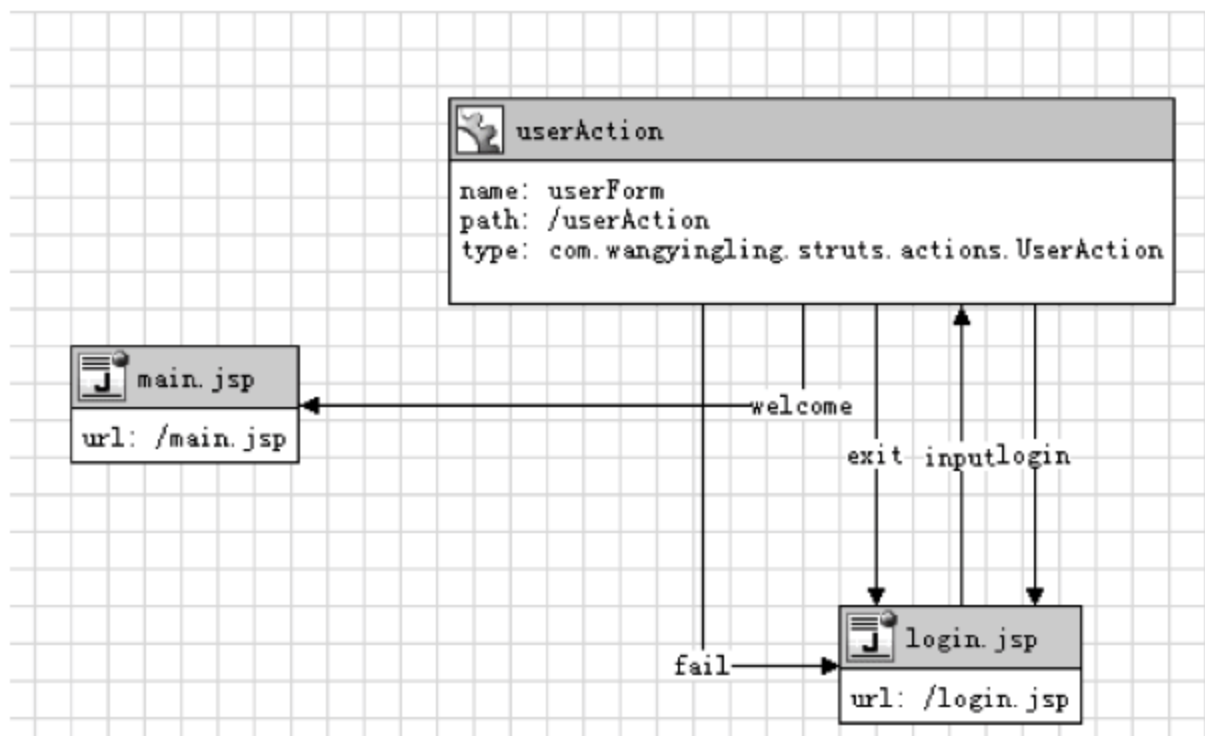 userAction
name: userForm
path: /userAction
type: com.wangyingling.struts.actions.UserAction
main.jsp
url: /main.jsp
welcome
exit
input
login
fail
login.jsp
url: /login.jsp